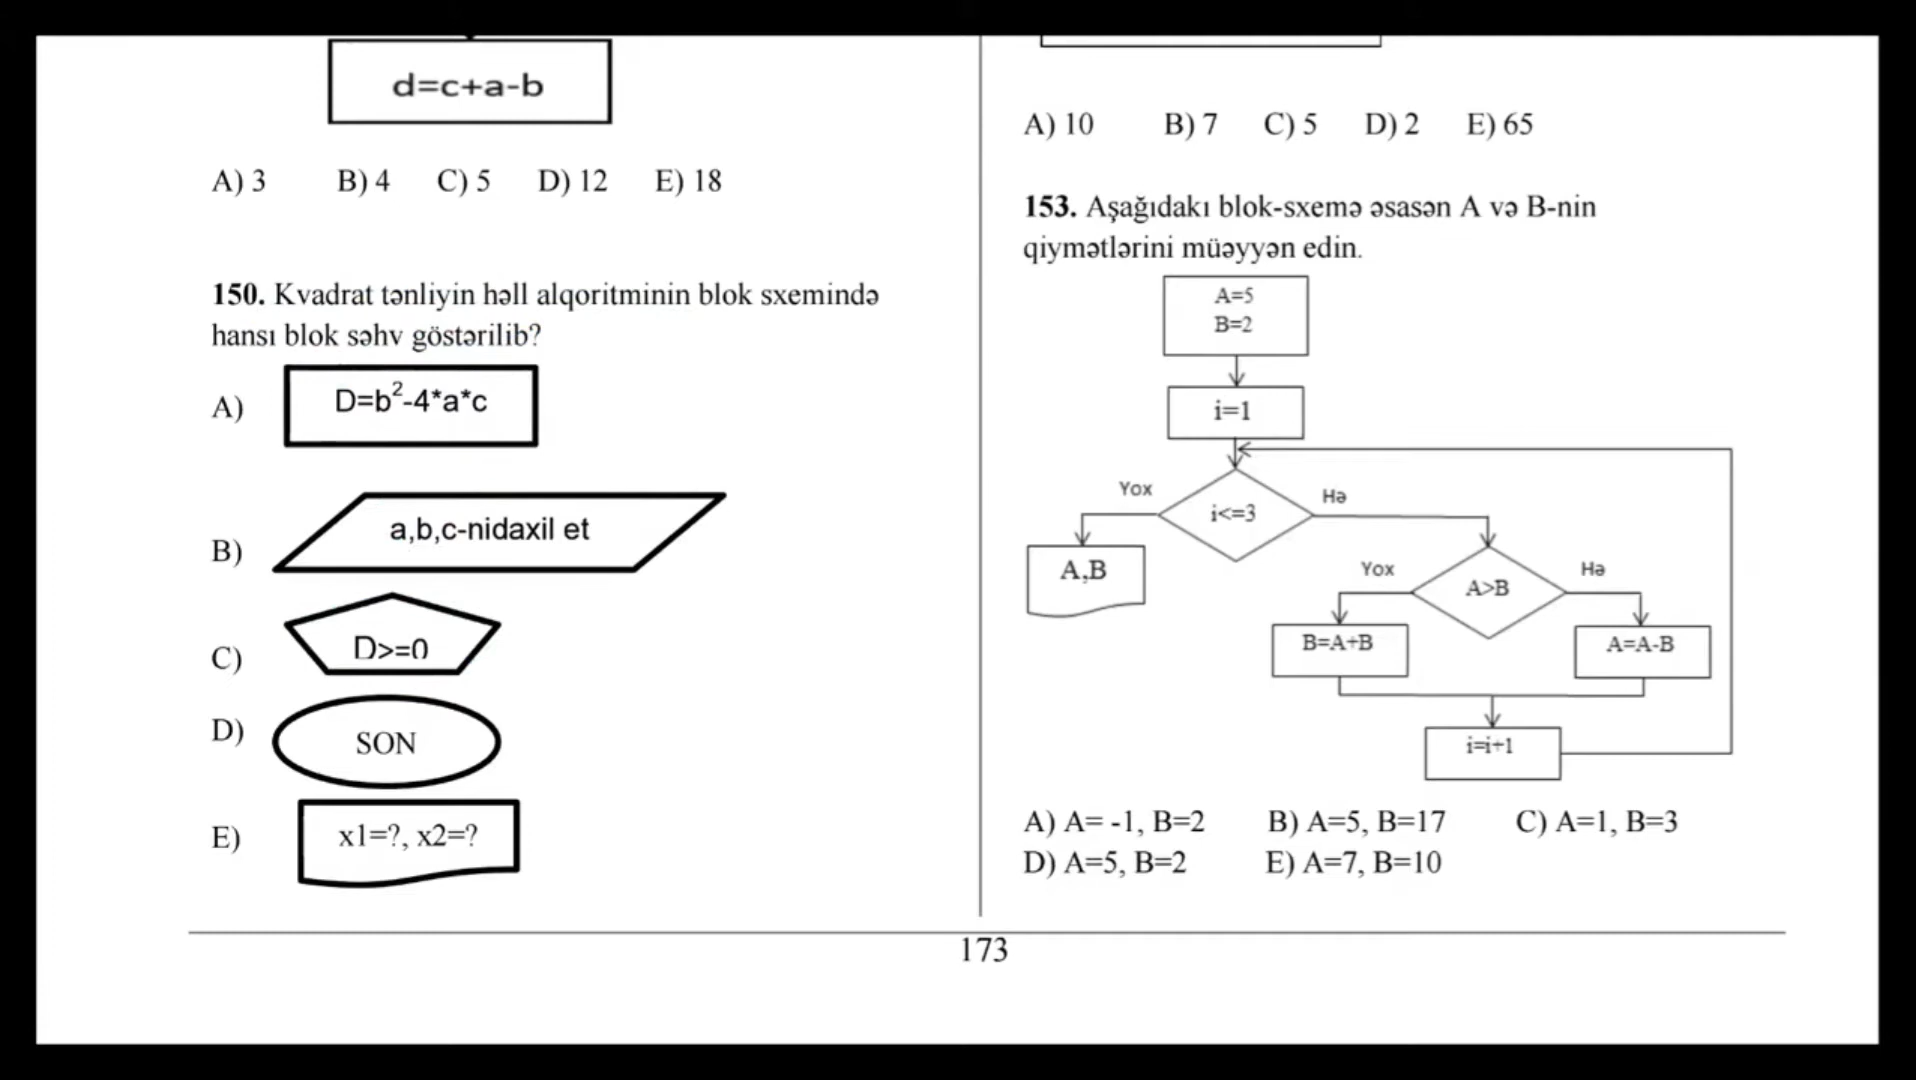 d=c+a-b
A) 3 B) 4 C) 5 D) 12 E) 18
150. Kvadrat tənliyin həll alqoritminin blok sxemində
hansı blok səhv göstərilib?
A) D=b²-4*a*c
B) a,b,c-nidaxil et
C) D>=0
D) SON
E) x1=?, x2=?
A) 10 B) 7 C) 5 D) 2 E) 65
153. Aşağıdakı blok-sxemə əsasən A və B-nin
qiymətlərini müəyyən edin.
A=5
B=2
i=1
Yox i<=3 Hə
A,B
Yox A>B Hə
B=A+B A=A-B
i=i+1
A) A= -1, B=2 B) A=5, B=17 C) A=1, B=3
D) A=5, B=2 E) A=7, B=10
173